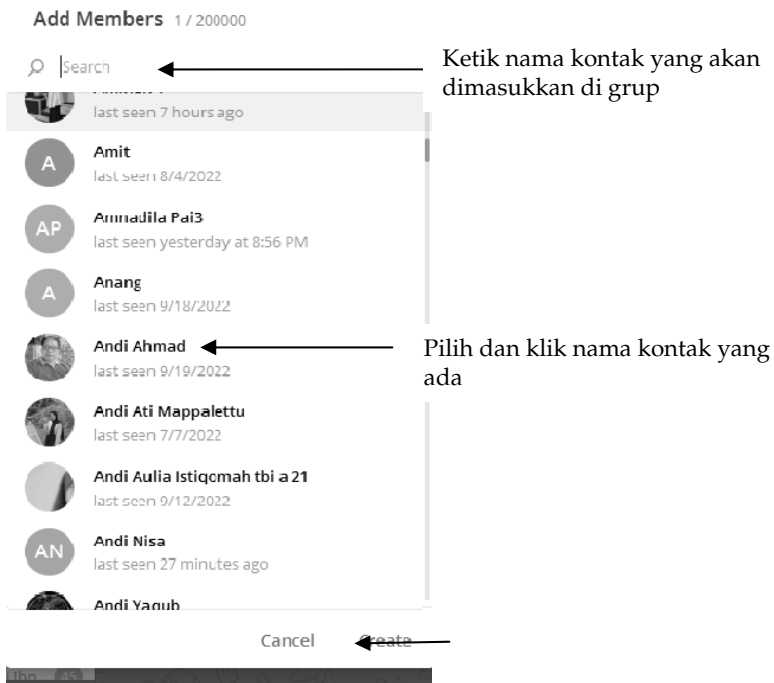 Add Members 1 / 200000
Search
Ketik nama kontak yang akan
dimasukkan di grup
last seen 7 hours ago
A
Amit
last seen 8/4/2022
AP
Ammadila Pai3
last seen yesterday at 8:56 PM
A
Anang
last seen 9/18/2022
Andi Ahmad
last seen 9/19/2022
Pilih dan klik nama kontak yang
ada
Andi Ati Mappalettu
last seen 7/7/2022
Andi Aulia Istiqomah tbi a 21
last seen 9/12/2022
AN
Andi Nisa
last seen 27 minutes ago
Andi Yaqub
Cancel
Create
45